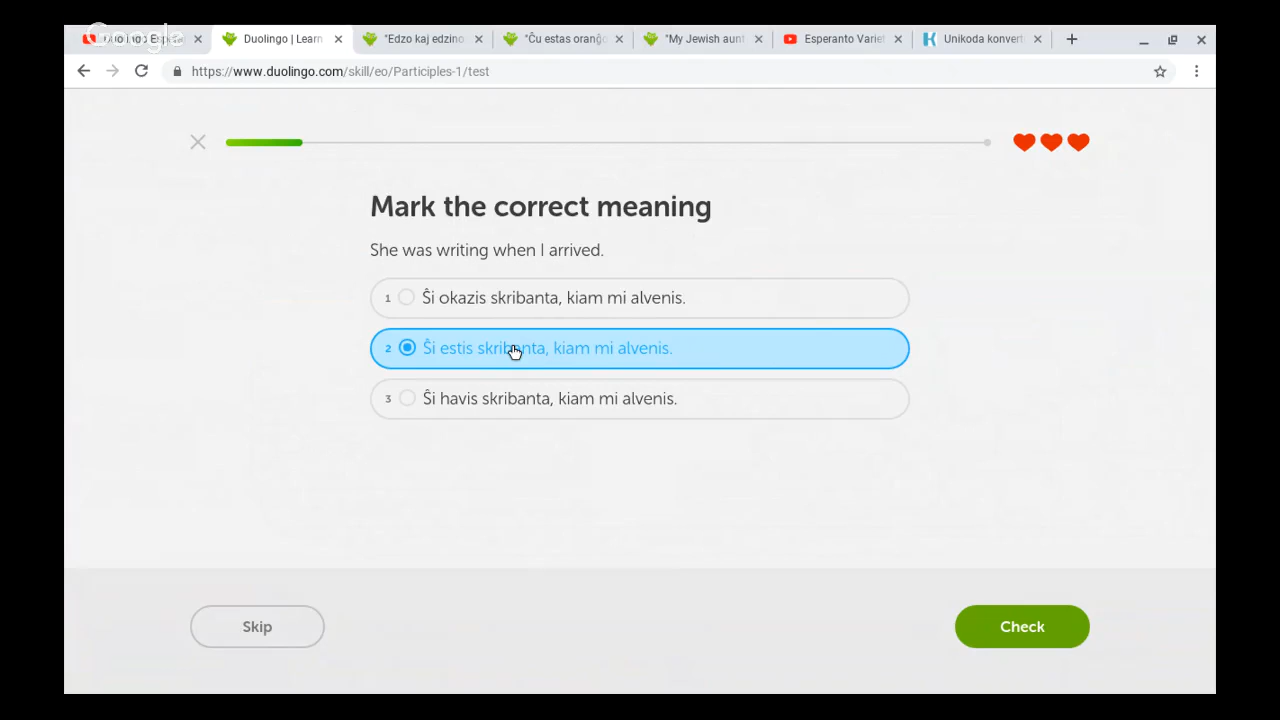 Google
Duolingo | Learn
"Edzo kaj edzino
"Ĉu estas oranĝo
"My Jewish aunt
Esperanto Variet
Unikoda konvert
https://www.duolingo.com/skill/eo/Participles-1/test
Mark the correct meaning
She was writing when I arrived.
1 Ŝi okazis skribanta, kiam mi alvenis.
2 Ŝi estis skribanta, kiam mi alvenis.
3 Ŝi havis skribanta, kiam mi alvenis.
Skip
Check